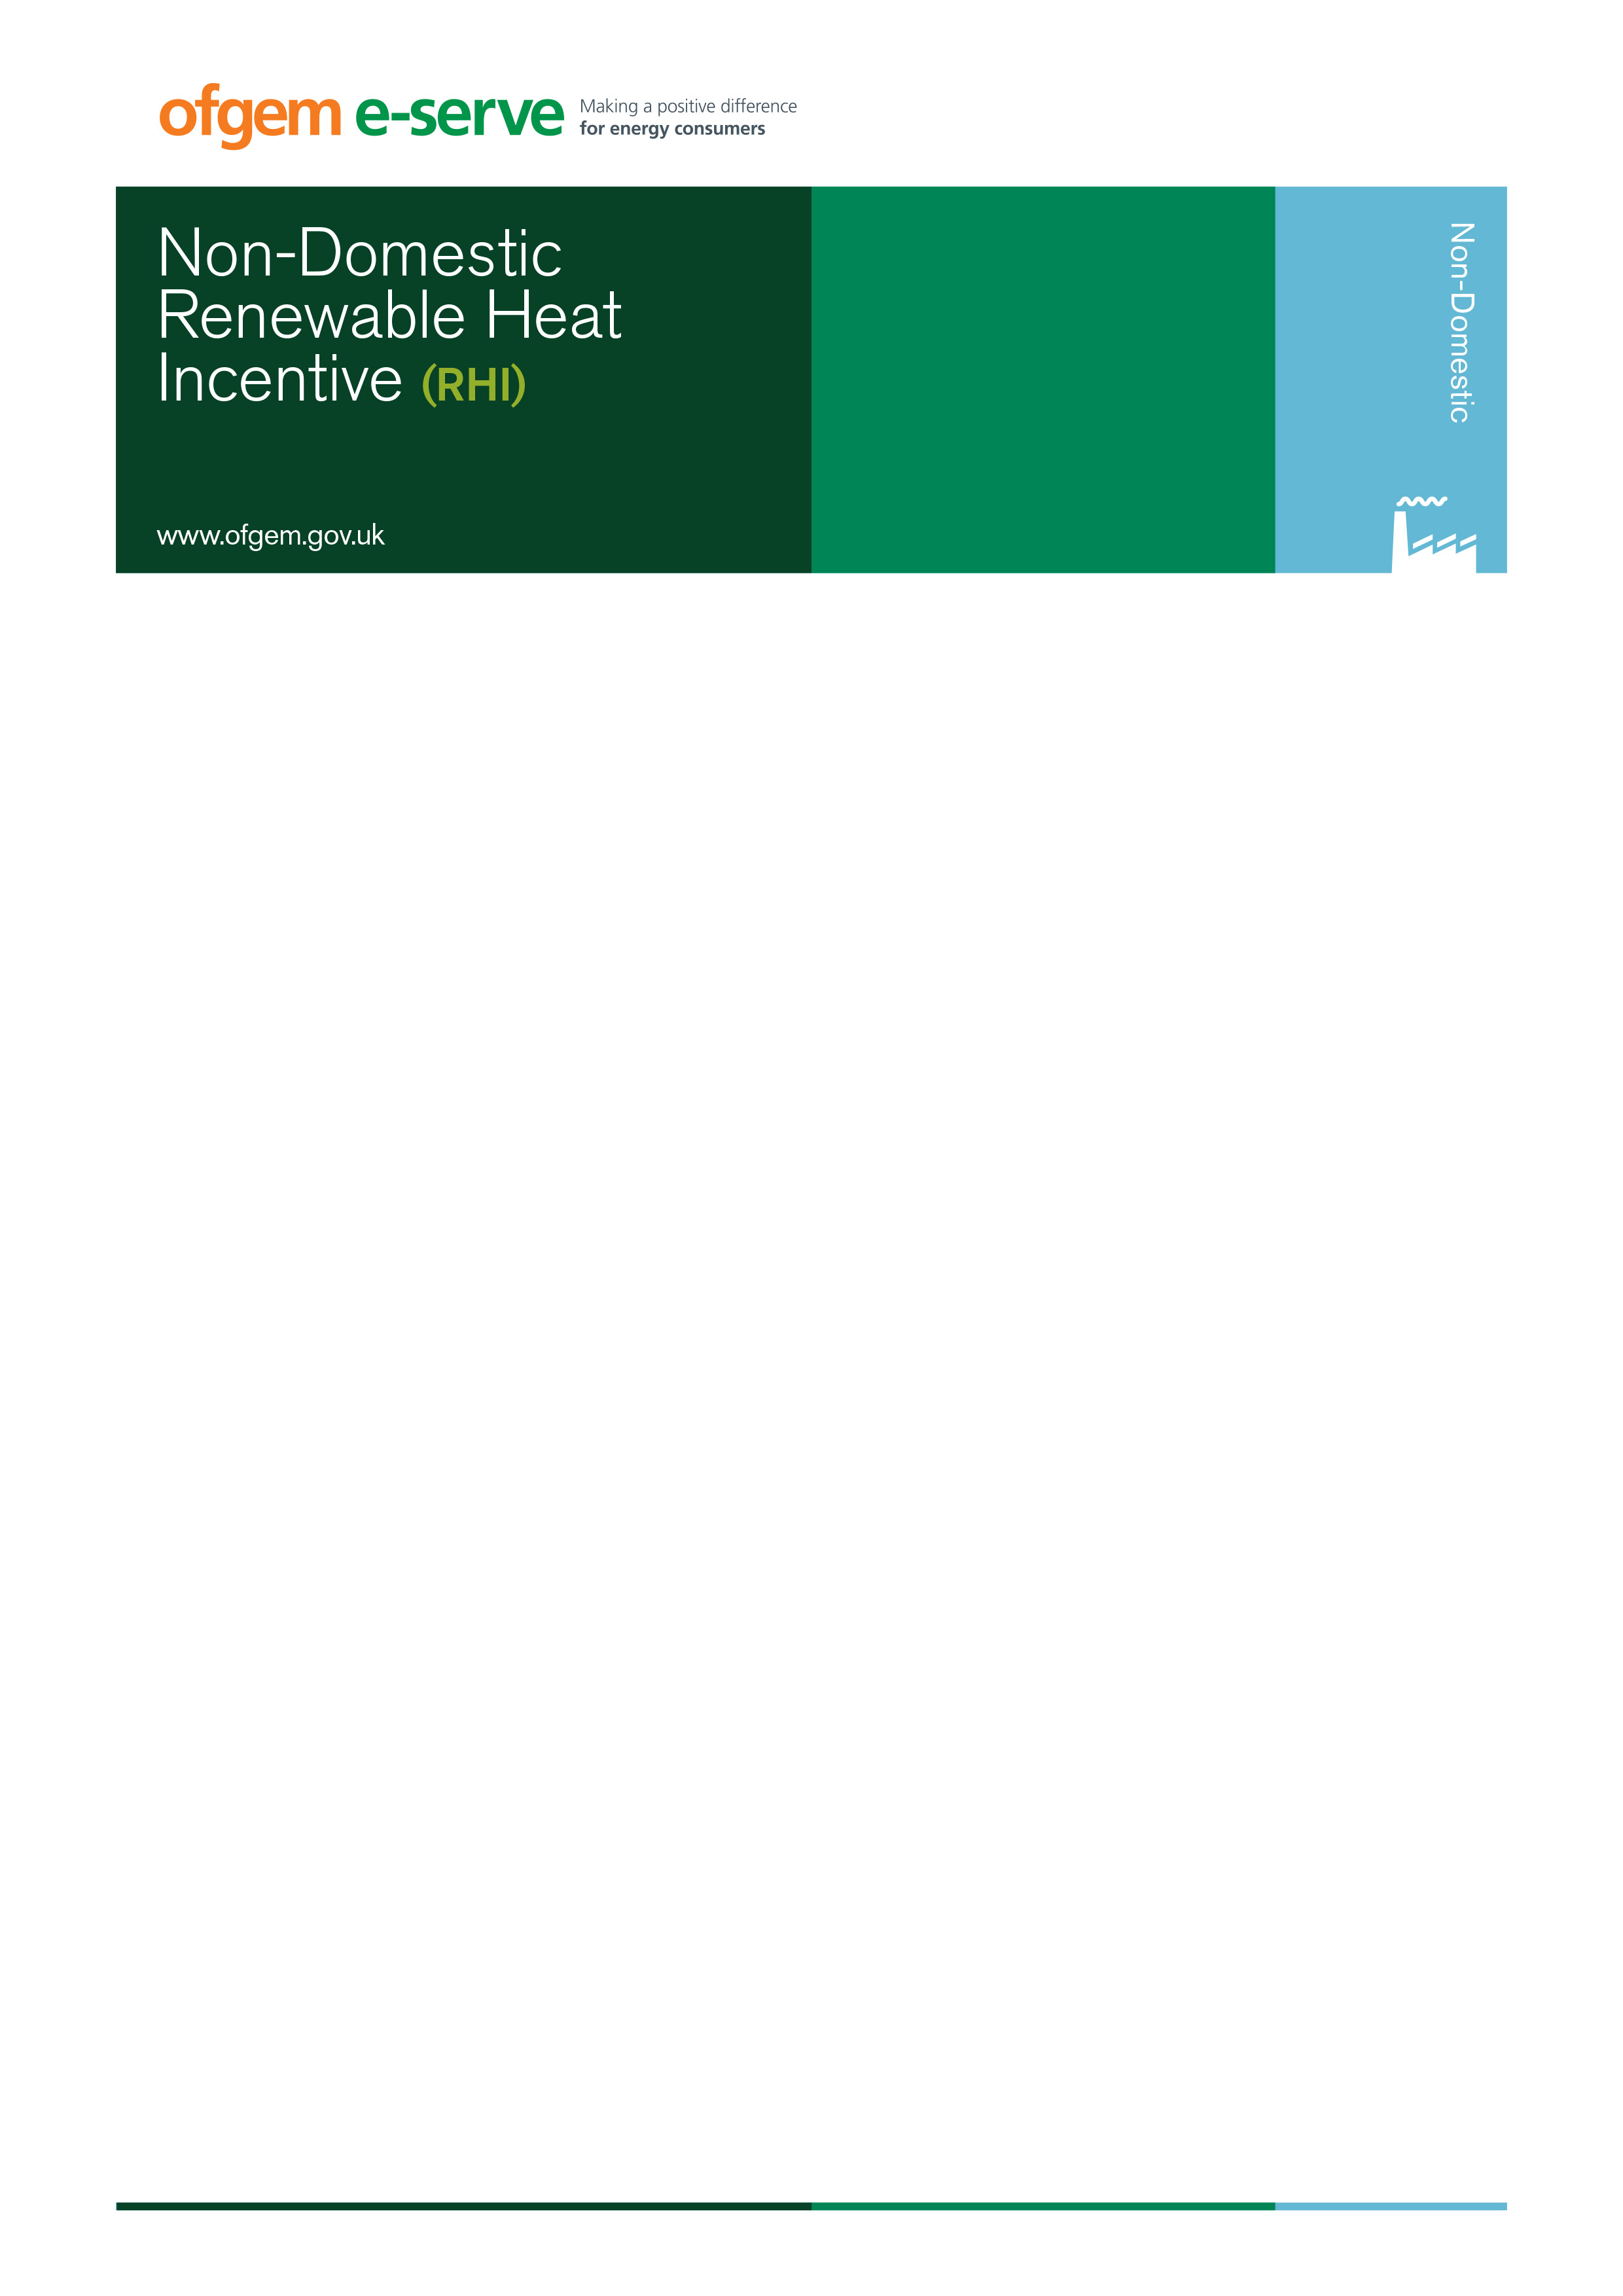 ofgem e-serve
Making a positive difference
for energy consumers
Non-Domestic
Renewable Heat
Incentive (RHI)
www.ofgem.gov.uk
Non-Domestic